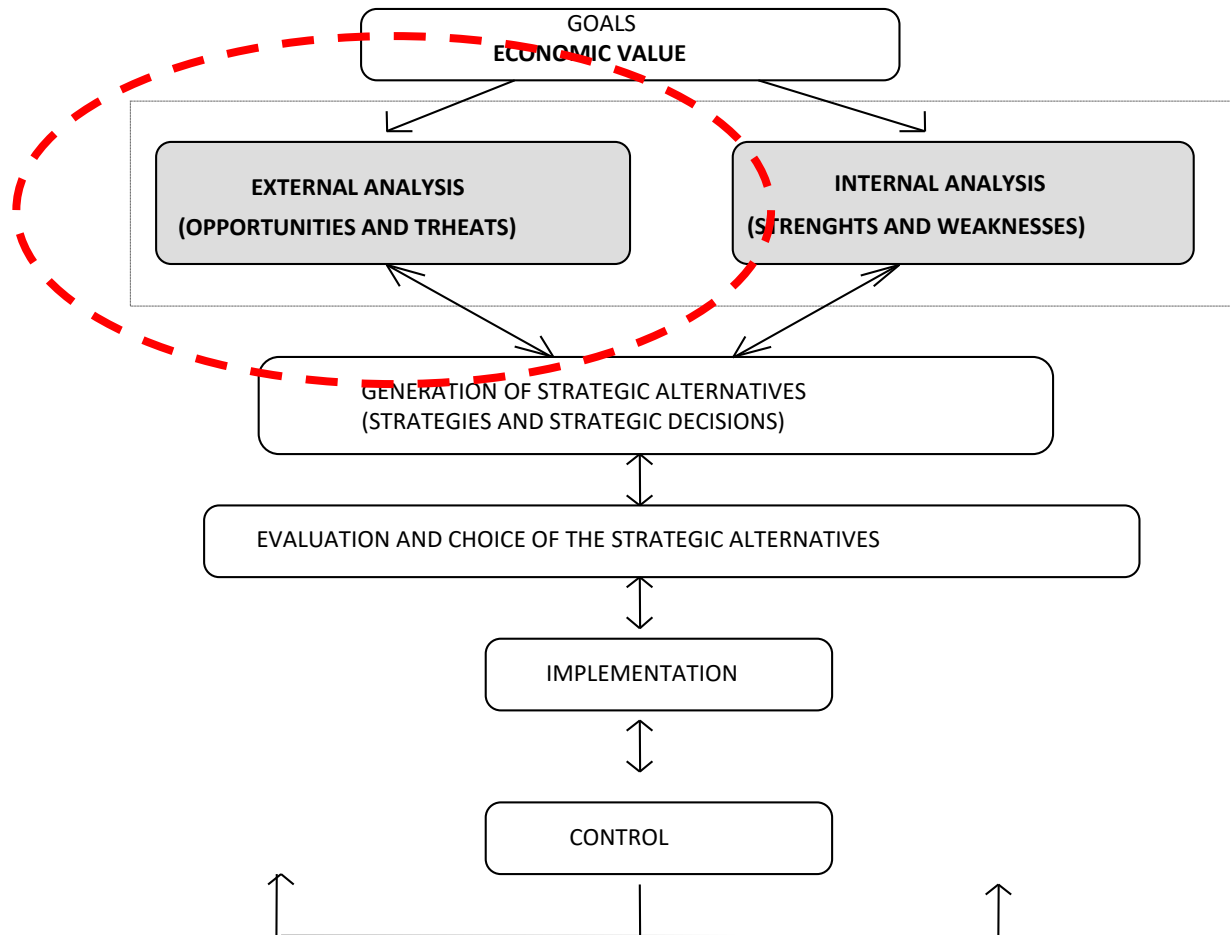 GOALS
ECONOMIC VALUE
EXTERNAL ANALYSIS
(OPPORTUNITIES AND TRHEATS)
INTERNAL ANALYSIS
(STRENGHTS AND WEAKNESSES)
GENERATION OF STRATEGIC ALTERNATIVES
(STRATEGIES AND STRATEGIC DECISIONS)
EVALUATION AND CHOICE OF THE STRATEGIC ALTERNATIVES
IMPLEMENTATION
CONTROL